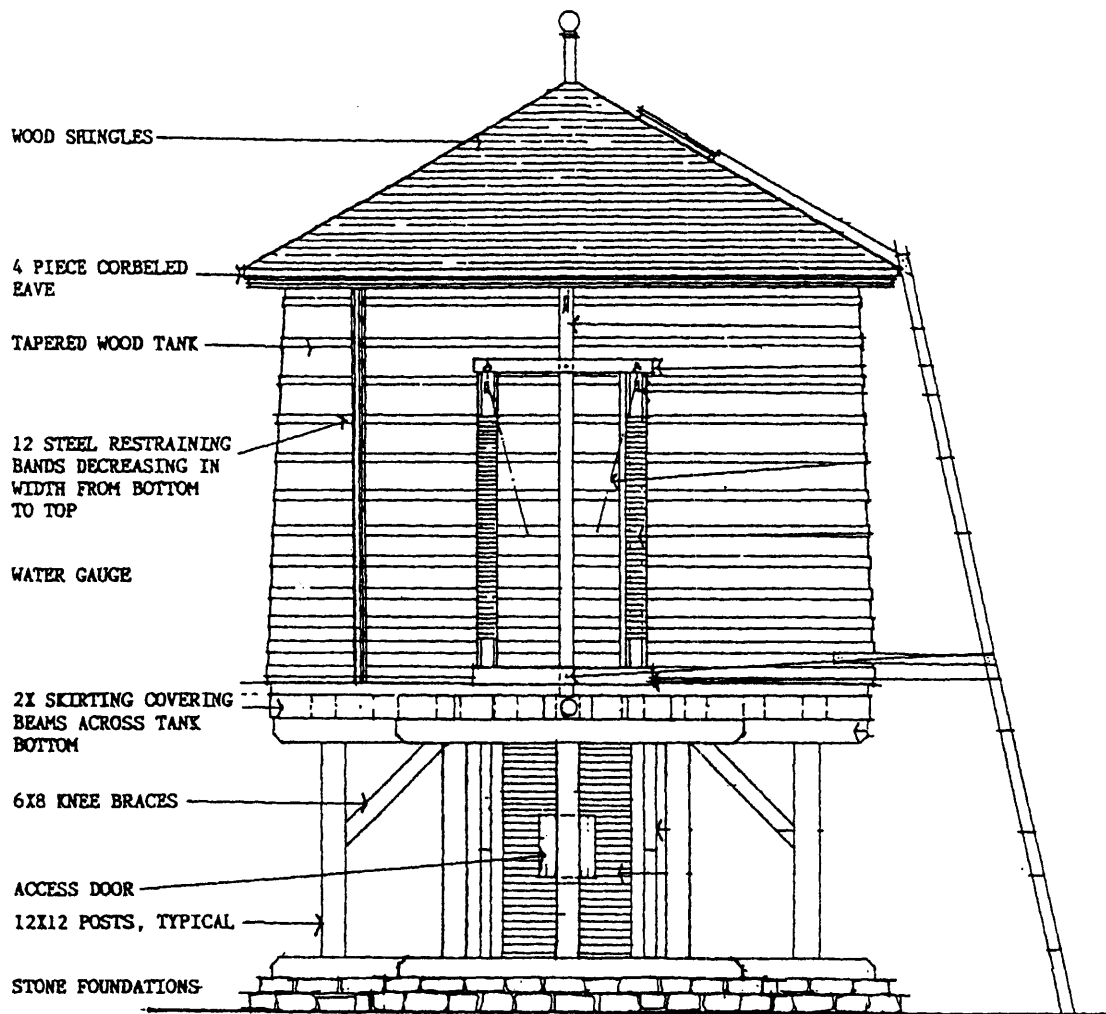 WOOD SHINGLES
4 PIECE CORBELED
EAVE
TAPERED WOOD TANK
12 STEEL RESTRAINING
BANDS DECREASING IN
WIDTH FROM BOTTOM
TO TOP
WATER GAUGE
2X SKIRTING COVERING
BEAMS ACROSS TANK
BOTTOM
6X8 KNEE BRACES
ACCESS DOOR
12X12 POSTS, TYPICAL
STONE FOUNDATIONS